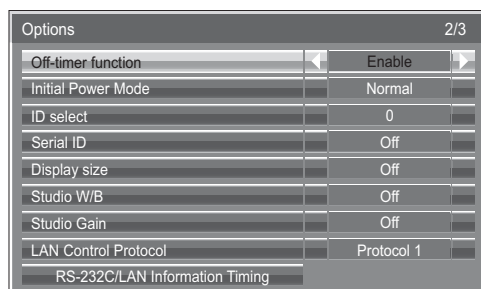 Options 2/3
Off-timer function Enable
Initial Power Mode Normal
ID select 0
Serial ID Off
Display size Off
Studio W/B Off
Studio Gain Off
LAN Control Protocol Protocol 1
RS-232C/LAN Information Timing